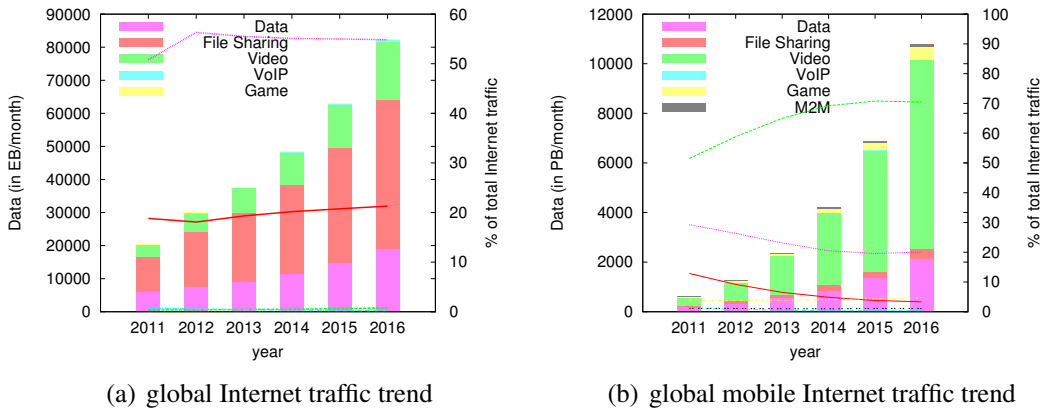 Data
File Sharing
Video
VoIP
Game
90000
80000
70000
60000
50000
40000
30000
20000
10000
0
Data (in EB/month)
60
50
40
30
20
10
0
% of total Internet traffic
2011 2012 2013 2014 2015 2016
year
(a) global Internet traffic trend
Data
File Sharing
Video
VoIP
Game
M2M
12000
10000
8000
6000
4000
2000
0
Data (in PB/month)
100
90
80
70
60
50
40
30
20
10
0
% of total Internet traffic
2011 2012 2013 2014 2015 2016
year
(b) global mobile Internet traffic trend